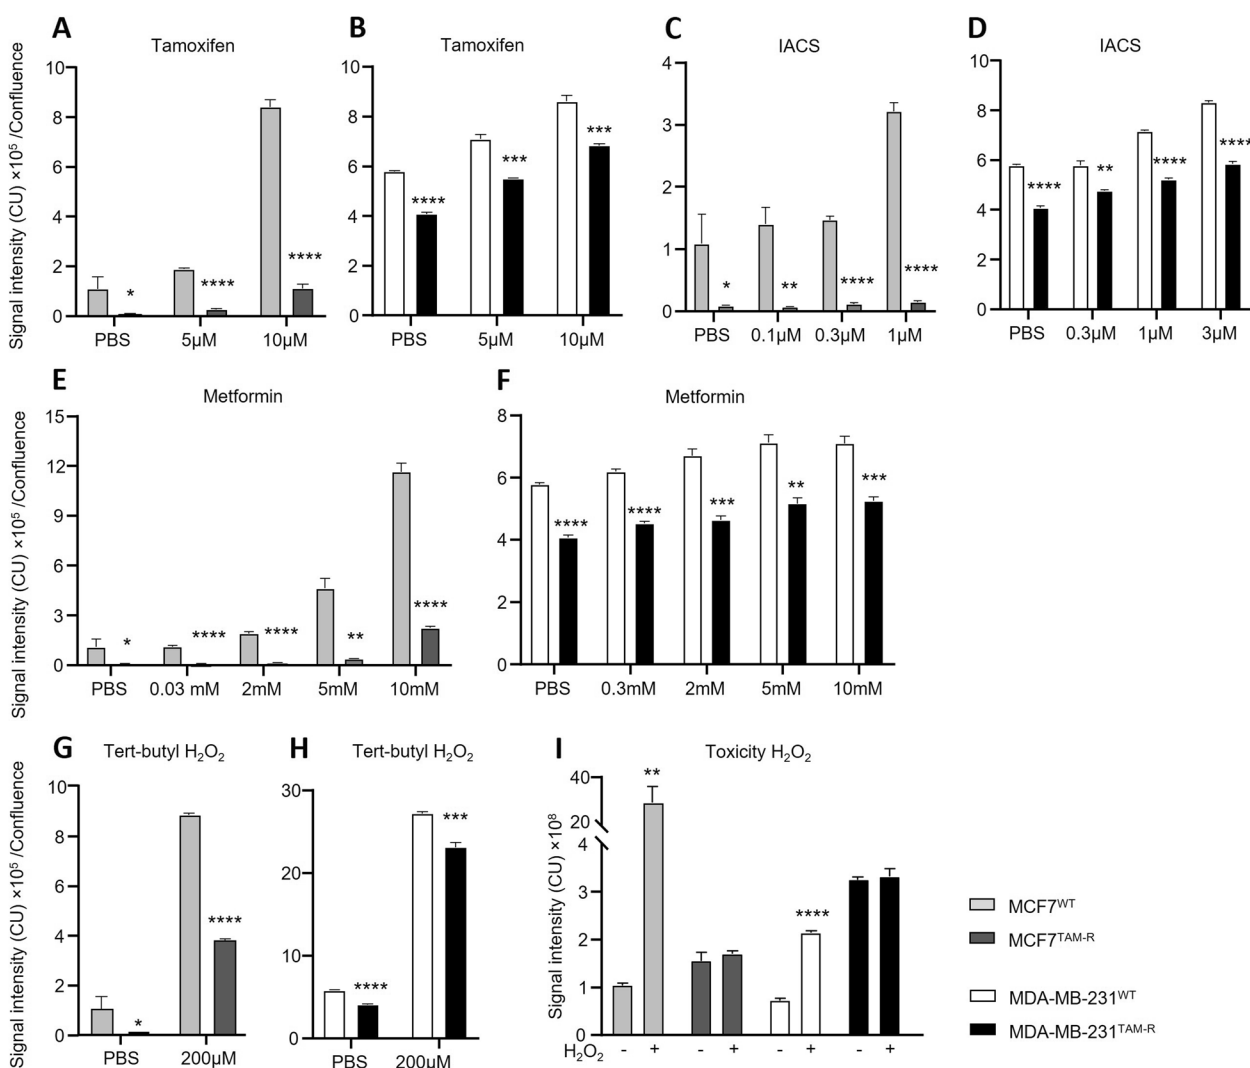 A
Tamoxifen
Signal intensity (CU) ×10⁵ /Confluence
10
8
6
4
2
0
*
****
****
PBS
5µM
10µM
B
Tamoxifen
10
8
6
4
2
0
****
***
***
PBS
5µM
10µM
C
IACS
4
3
2
1
0
*
**
****
****
PBS
0.1µM
0.3µM
1µM
D
IACS
10
8
6
4
2
0
****
**
****
****
PBS
0.3µM
1µM
3µM
E
Metformin
Signal intensity (CU) ×10⁵ /Confluence
15
12
9
6
3
0
*
****
****
**
****
PBS
0.03 mM
2mM
5mM
10mM
F
Metformin
8
6
4
2
0
****
****
***
**
***
PBS
0.3mM
2mM
5mM
10mM
G
Tert-butyl H₂O₂
Signal intensity (CU) ×10⁵ /Confluence
10
8
6
4
2
0
*
****
PBS
200µM
H
Tert-butyl H₂O₂
30
20
10
0
****
***
PBS
200µM
I
Toxicity H₂O₂
Signal intensity (CU) ×10⁸
40
20
4
3
2
1
0
**
****
H₂O₂ - + - + - + - +
MCF7ᵂᵀ
MCF7ᵀᴬᴹ⁻ᴿ
MDA-MB-231ᵂᵀ
MDA-MB-231ᵀᴬᴹ⁻ᴿ